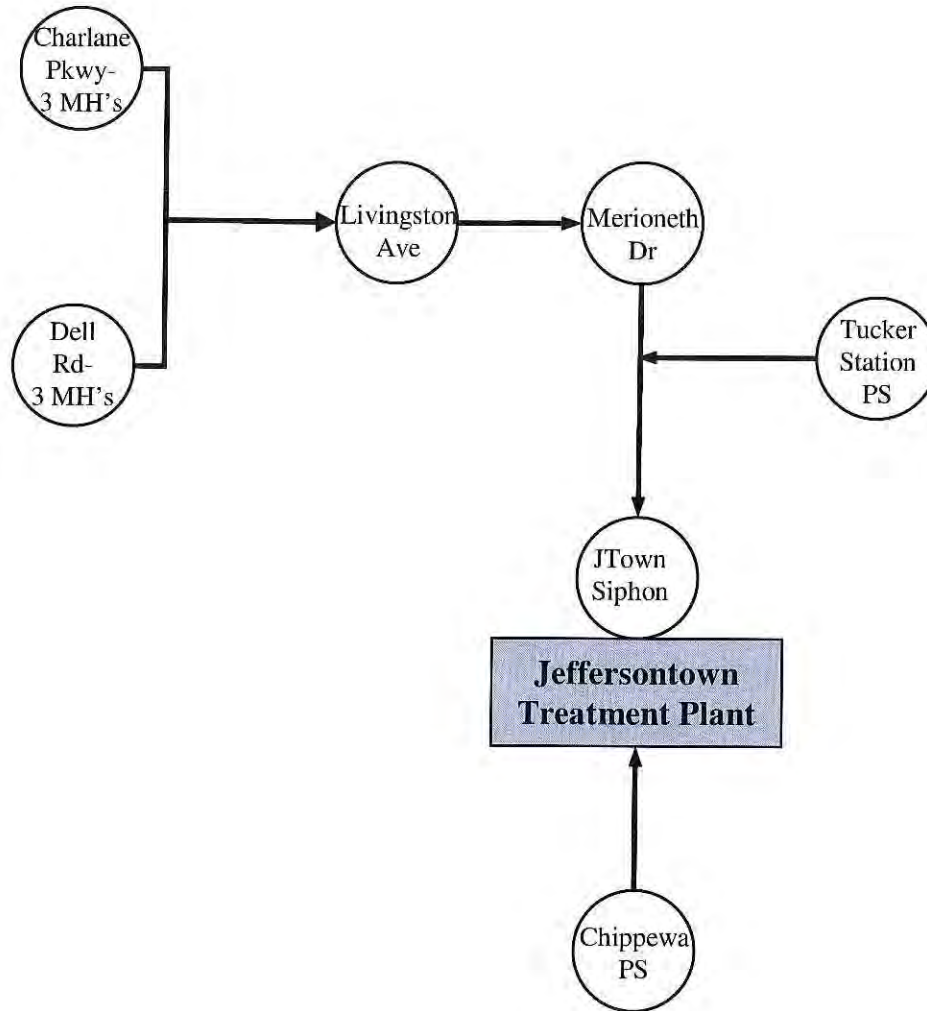 Charlane
Pkwy-
3 MH's
Livingston
Ave
Merioneth
Dr
Dell
Rd-
3 MH's
Tucker
Station
PS
JTown
Siphon
Jeffersontown
Treatment Plant
Chippewa
PS